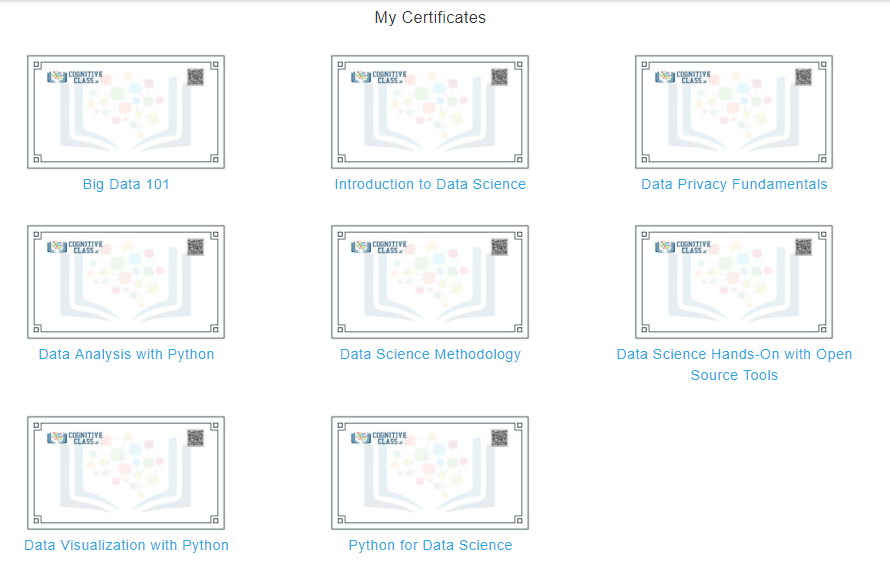 My Certificates
COGNITIVE
CLASS.ai
COGNITIVE
CLASS.ai
COGNITIVE
CLASS.ai
Big Data 101
Introduction to Data Science
Data Privacy Fundamentals
COGNITIVE
CLASS.ai
COGNITIVE
CLASS.ai
COGNITIVE
CLASS.ai
Data Analysis with Python
Data Science Methodology
Data Science Hands-On with Open
Source Tools
COGNITIVE
CLASS.ai
COGNITIVE
CLASS.ai
Data Visualization with Python
Python for Data Science